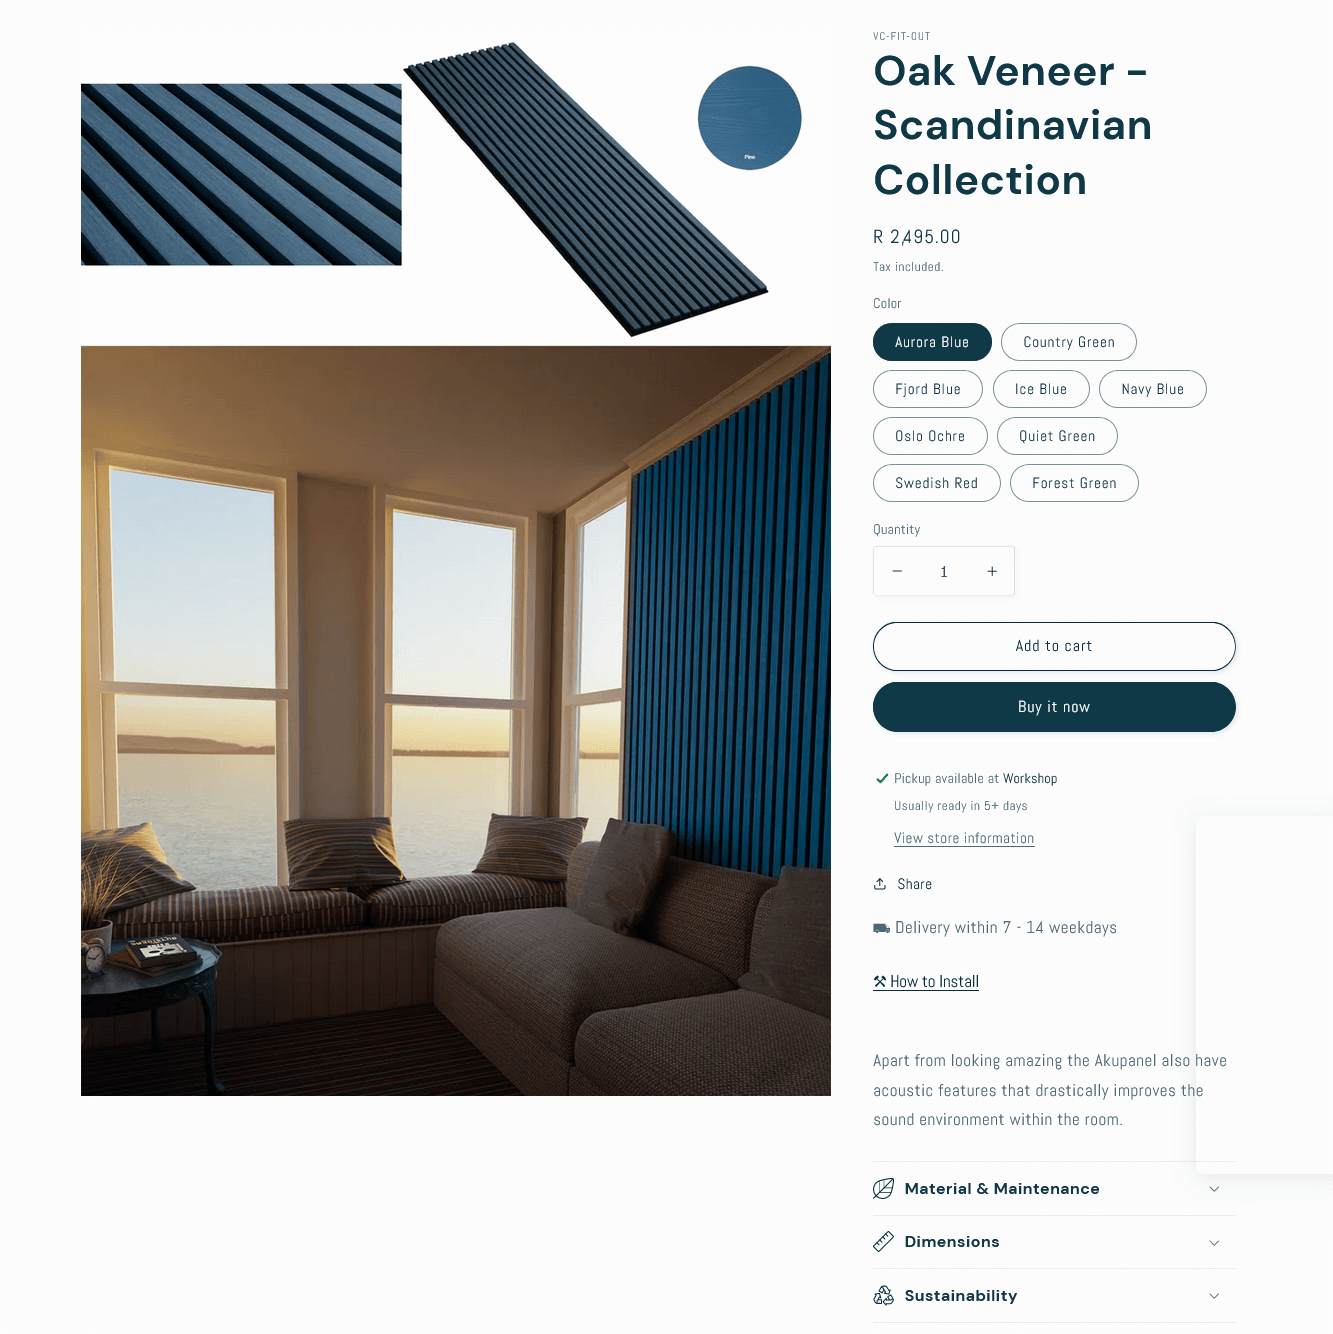 VC-FIT-OUT
Oak Veneer -
Scandinavian
Collection
R 2,495.00
Tax included.
Color
Aurora Blue
Country Green
Fjord Blue
Ice Blue
Navy Blue
Oslo Ochre
Quiet Green
Swedish Red
Forest Green
Quantity
− 1 +
Add to cart
Buy it now
Pickup available at Workshop
Usually ready in 5+ days
View store information
Share
Delivery within 7 - 14 weekdays
⚒ How to Install
Apart from looking amazing the Akupanel also have
acoustic features that drastically improves the
sound environment within the room.
Material & Maintenance
Dimensions
Sustainability
Pine